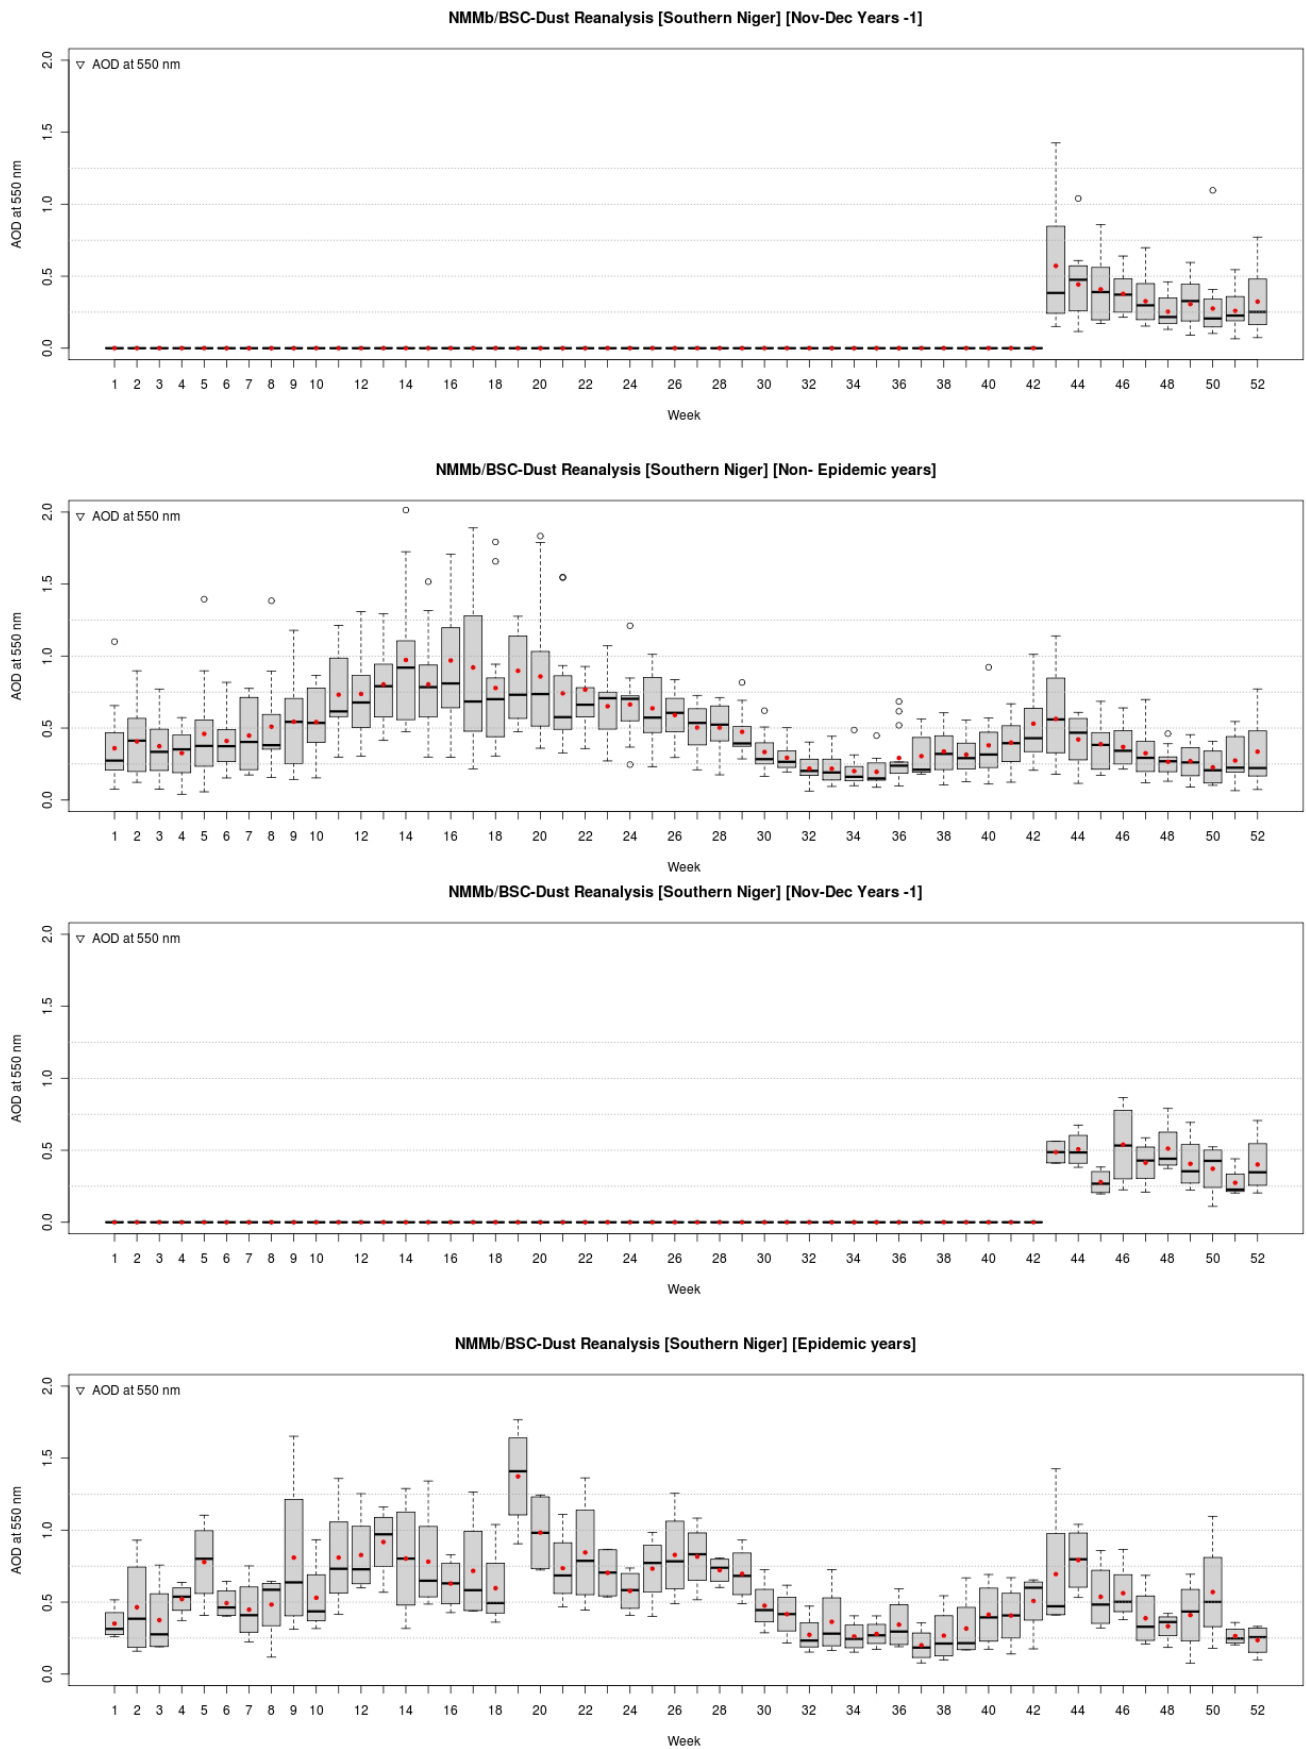 NMMb/BSC-Dust Reanalysis [Southern Niger] [Nov-Dec Years -1]
▽ AOD at 550 nm
AOD at 550 nm
2.0
1.5
1.0
0.5
0.0
1 2 3 4 5 6 7 8 9 10 12 14 16 18 20 22 24 26 28 30 32 34 36 38 40 42 44 46 48 50 52
Week
NMMb/BSC-Dust Reanalysis [Southern Niger] [Non- Epidemic years]
▽ AOD at 550 nm
AOD at 550 nm
2.0
1.5
1.0
0.5
0.0
1 2 3 4 5 6 7 8 9 10 12 14 16 18 20 22 24 26 28 30 32 34 36 38 40 42 44 46 48 50 52
Week
NMMb/BSC-Dust Reanalysis [Southern Niger] [Nov-Dec Years -1]
▽ AOD at 550 nm
AOD at 550 nm
2.0
1.5
1.0
0.5
0.0
1 2 3 4 5 6 7 8 9 10 12 14 16 18 20 22 24 26 28 30 32 34 36 38 40 42 44 46 48 50 52
Week
NMMb/BSC-Dust Reanalysis [Southern Niger] [Epidemic years]
▽ AOD at 550 nm
AOD at 550 nm
2.0
1.5
1.0
0.5
0.0
1 2 3 4 5 6 7 8 9 10 12 14 16 18 20 22 24 26 28 30 32 34 36 38 40 42 44 46 48 50 52
Week